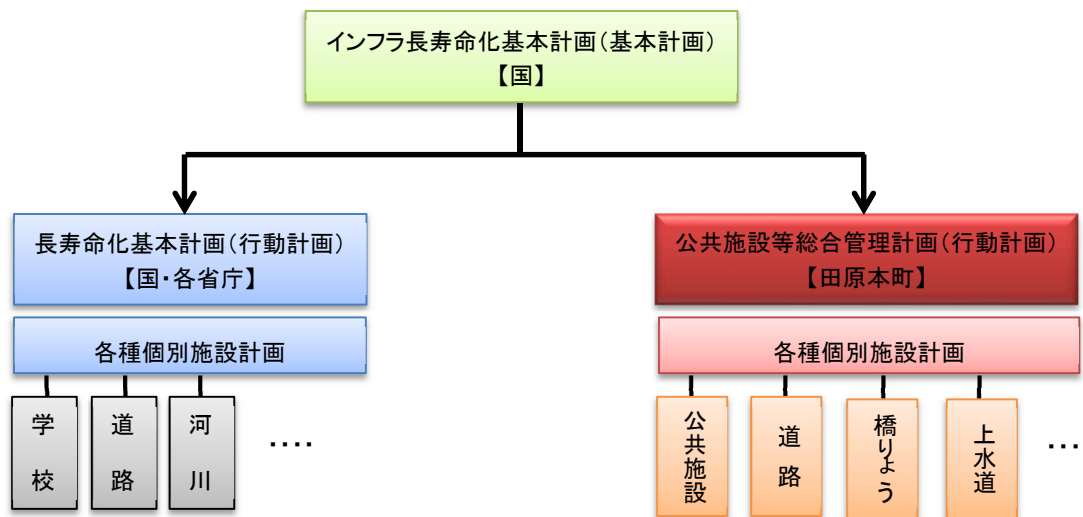 インフラ長寿命化基本計画(基本計画)
【国】
長寿命化基本計画(行動計画)
【国・各省庁】
公共施設等総合管理計画(行動計画)
【田原本町】
各種個別施設計画
各種個別施設計画
学校
道路
河川
‥‥
公共施設
道路
橋りょう
上水道
…